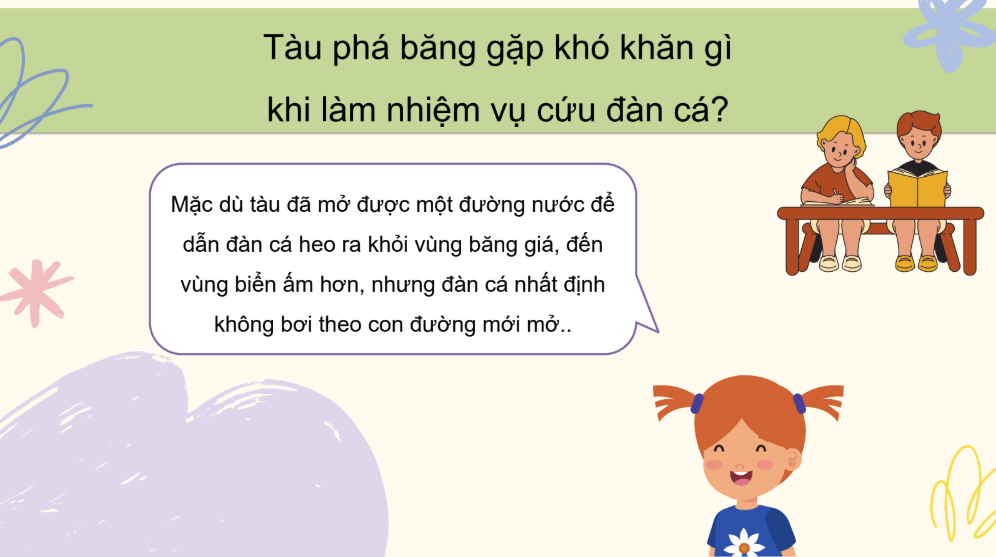 Tàu phá băng gặp khó khăn gì
khi làm nhiệm vụ cứu đàn cá?
Mặc dù tàu đã mở được một đường nước để
dẫn đàn cá heo ra khỏi vùng băng giá, đến
vùng biển ấm hơn, nhưng đàn cá nhất định
không bơi theo con đường mới mở..